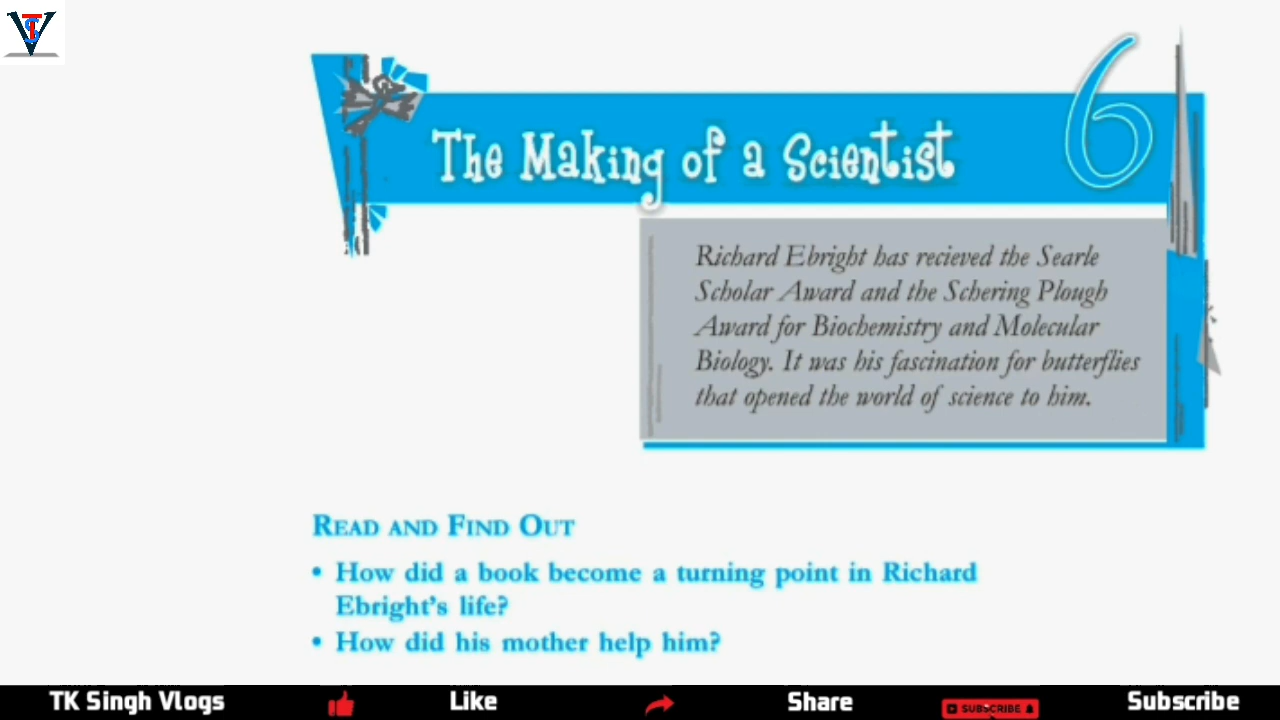 VTS
The Making of a Scientist
6
Richard Ebright has recieved the Searle
Scholar Award and the Schering Plough
Award for Biochemistry and Molecular
Biology. It was his fascination for butterflies
that opened the world of science to him.
READ AND FIND OUT
• How did a book become a turning point in Richard
Ebright's life?
• How did his mother help him?
TK Singh Vlogs Like Share SUBSCRIBE Subscribe